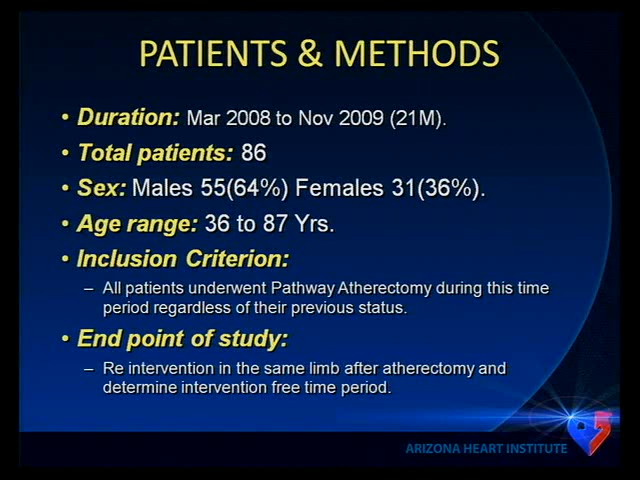 PATIENTS & METHODS
• Duration: Mar 2008 to Nov 2009 (21M).
• Total patients: 86
• Sex: Males 55(64%) Females 31(36%).
• Age range: 36 to 87 Yrs.
• Inclusion Criterion:
– All patients underwent Pathway Atherectomy during this time
period regardless of their previous status.
• End point of study:
– Re intervention in the same limb after atherectomy and
determine intervention free time period.
ARIZONA HEART INSTITUTE